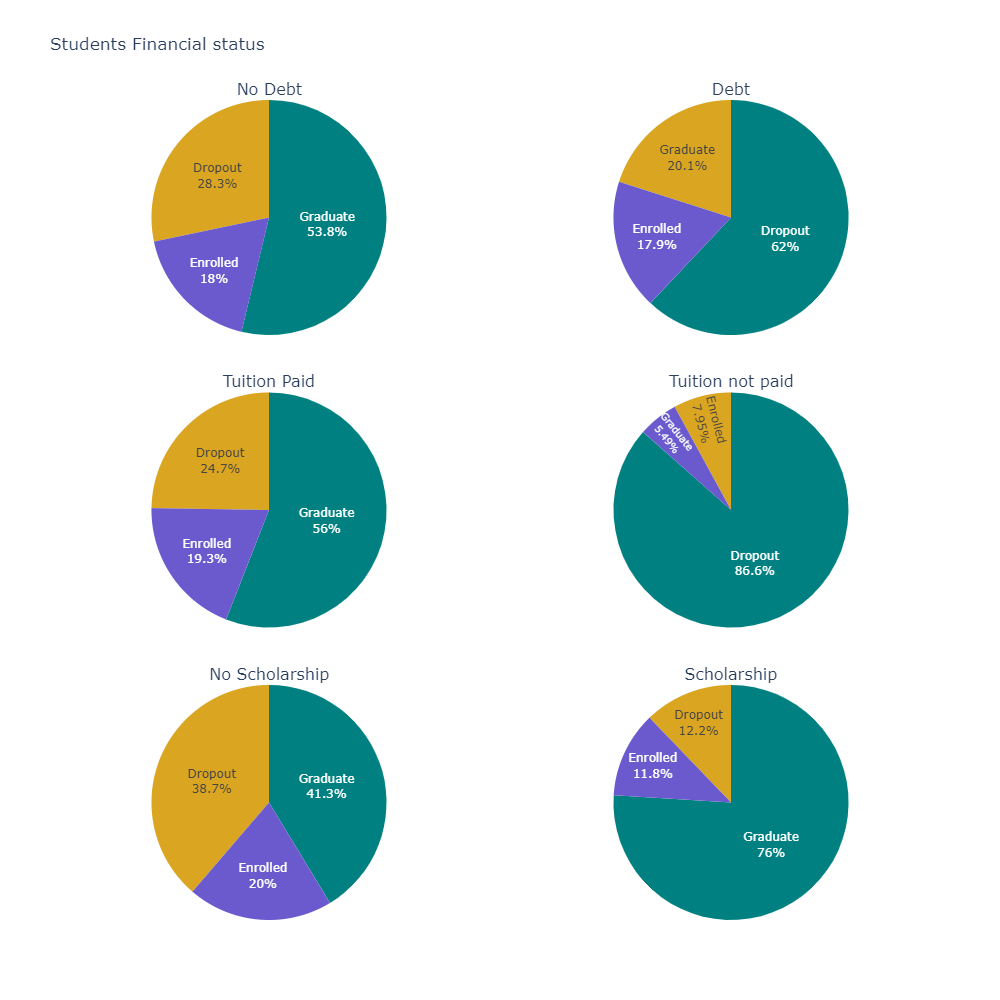 Students Financial status
No Debt
Dropout
28.3%
Graduate
53.8%
Enrolled
18%
Debt
Graduate
20.1%
Enrolled
17.9%
Dropout
62%
Tuition Paid
Dropout
24.7%
Graduate
56%
Enrolled
19.3%
Tuition not paid
Graduate
5.49%
Enrolled
7.95%
Dropout
86.6%
No Scholarship
Dropout
38.7%
Graduate
41.3%
Enrolled
20%
Scholarship
Dropout
12.2%
Enrolled
11.8%
Graduate
76%